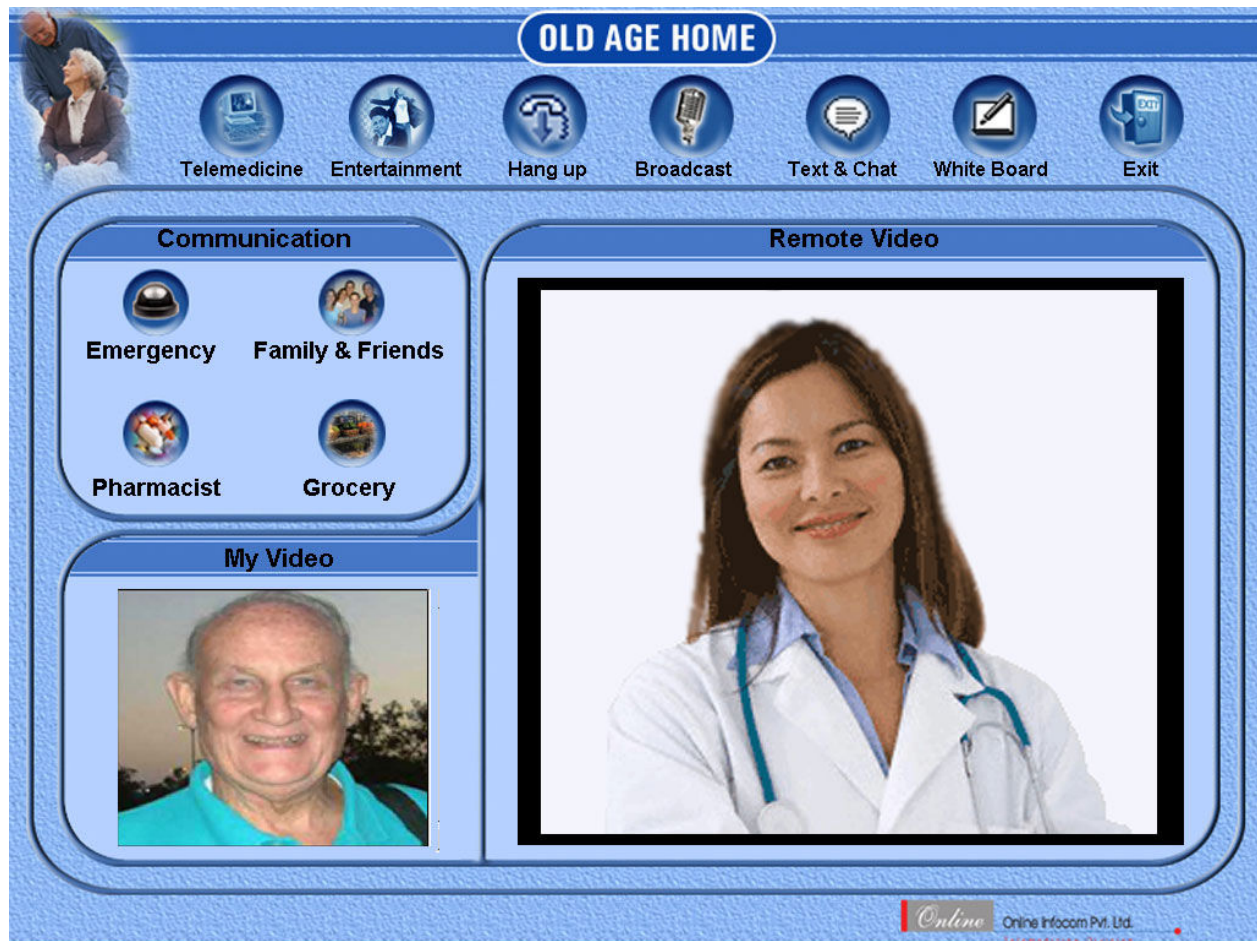 OLD AGE HOME
Telemedicine
Entertainment
Hang up
Broadcast
Text & Chat
White Board
EXIT
Exit
Communication
Emergency
Family & Friends
Pharmacist
Grocery
My Video
Remote Video
Online
Online Infocom Pvt. Ltd.